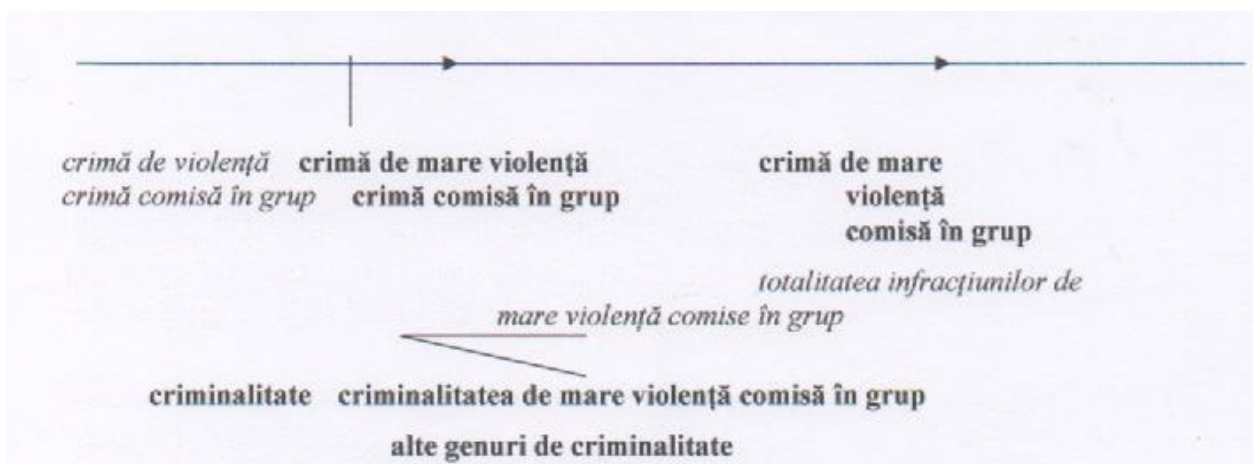 crimă de violență crimă de mare violență crimă de mare
crimă comisă în grup crimă comisă în grup violență
comisă în grup
totalitatea infracțiunilor de
mare violență comise în grup
criminalitate criminalitatea de mare violență comisă în grup
alte genuri de criminalitate